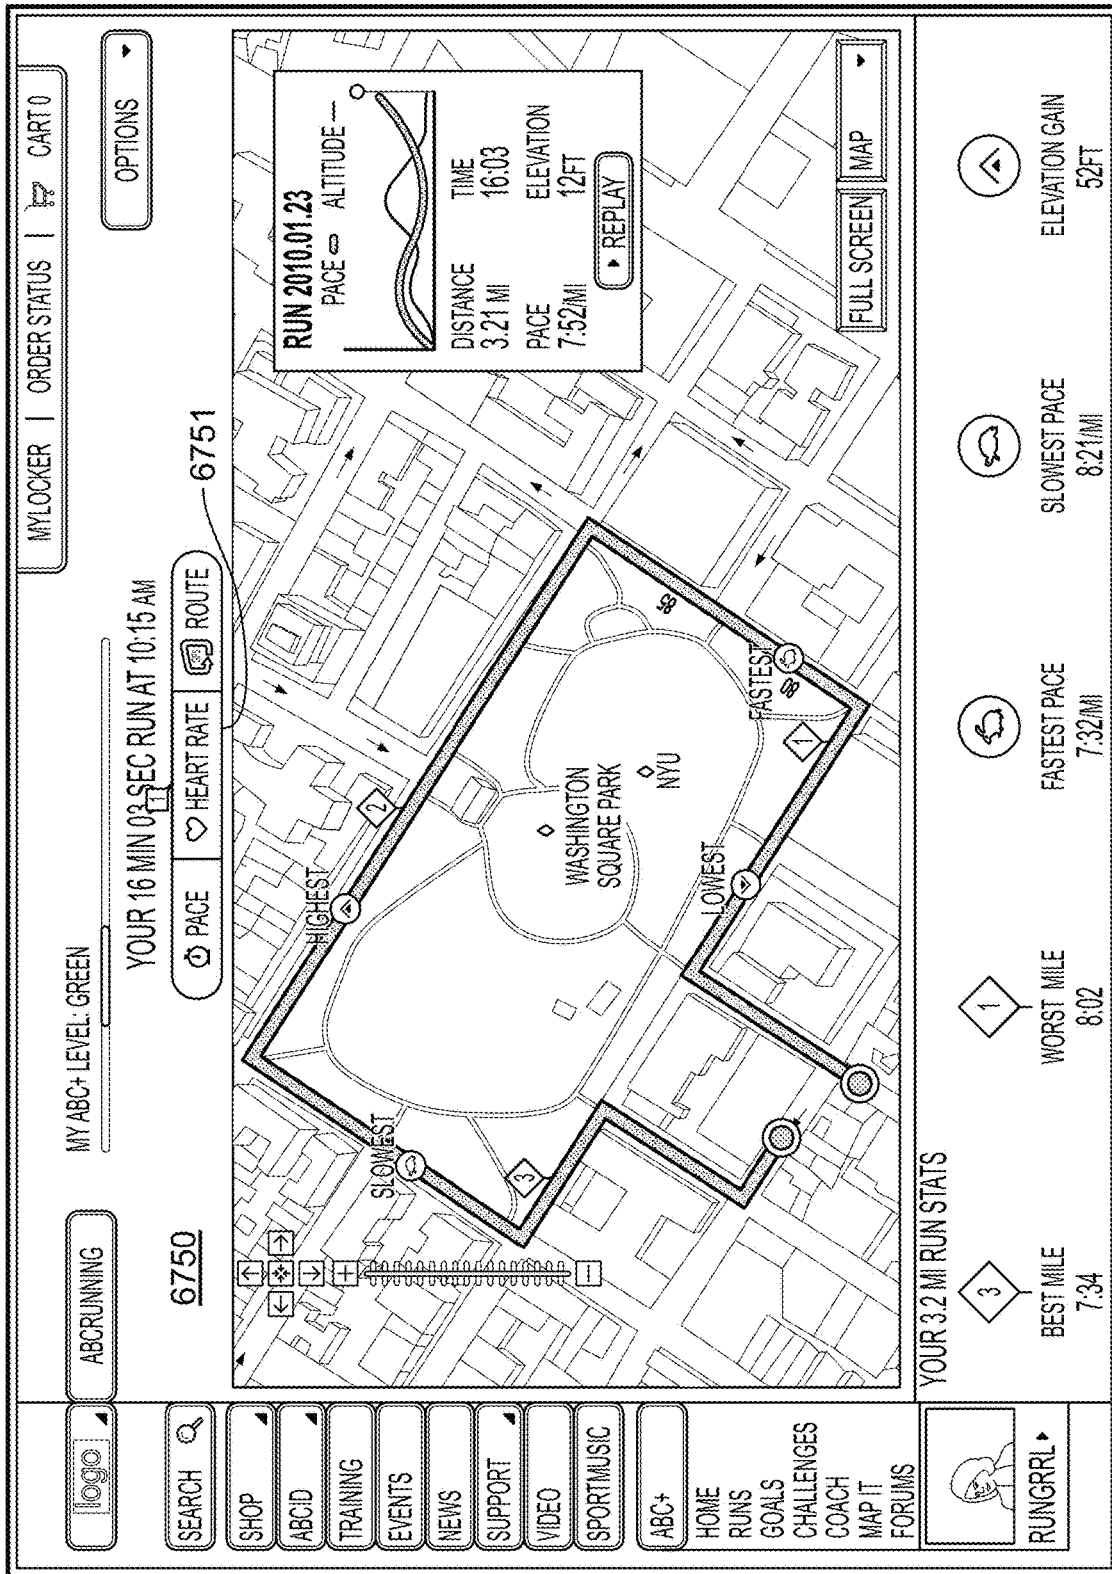 logo
ABCRUNNING
MY ABC+ LEVEL: GREEN
MYLOCKER | ORDER STATUS | CART 0
SEARCH
SHOP
ABCID
TRAINING
EVENTS
NEWS
SUPPORT
VIDEO
SPORTMUSIC
ABC+
HOME
RUNS
GOALS
CHALLENGES
COACH
MAP IT
FORUMS
RUNGRRL
6750
YOUR 16 MIN 03 SEC RUN AT 10:15 AM
OPTIONS
PACE
HEART RATE
ROUTE
6751
RUN 2010.01.23
PACE
ALTITUDE
DISTANCE
3.21 MI
TIME
16:03
PACE
7:52/MI
ELEVATION
12FT
REPLAY
HIGHEST
2
SLOWEST
3
WASHINGTON
SQUARE PARK
NYU
85
FASTEST
80
1
LOWEST
FULL SCREEN
MAP
YOUR 3.2 MI RUN STATS
3
BEST MILE
7:34
1
WORST MILE
8:02
FASTEST PACE
7:32/MI
SLOWEST PACE
8:21/MI
ELEVATION GAIN
52FT